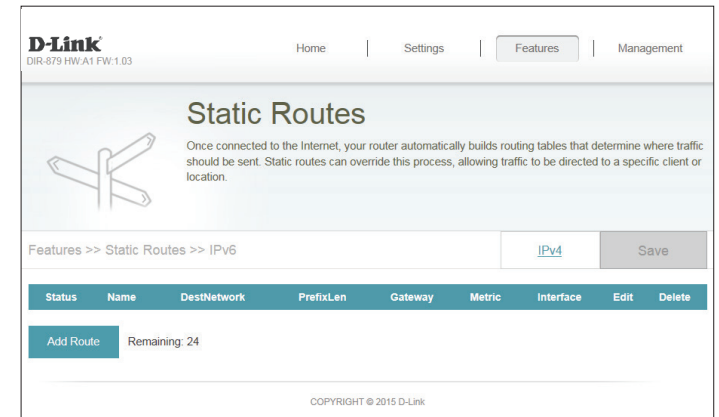 D-Link
DIR-879 HW:A1 FW:1.03
Home | Settings | Features | Management
Static Routes
Once connected to the Internet, your router automatically builds routing tables that determine where traffic
should be sent. Static routes can override this process, allowing traffic to be directed to a specific client or
location.
Features >> Static Routes >> IPv6 IPv4 Save
Status Name DestNetwork PrefixLen Gateway Metric Interface Edit Delete
Add Route Remaining: 24
COPYRIGHT © 2015 D-Link